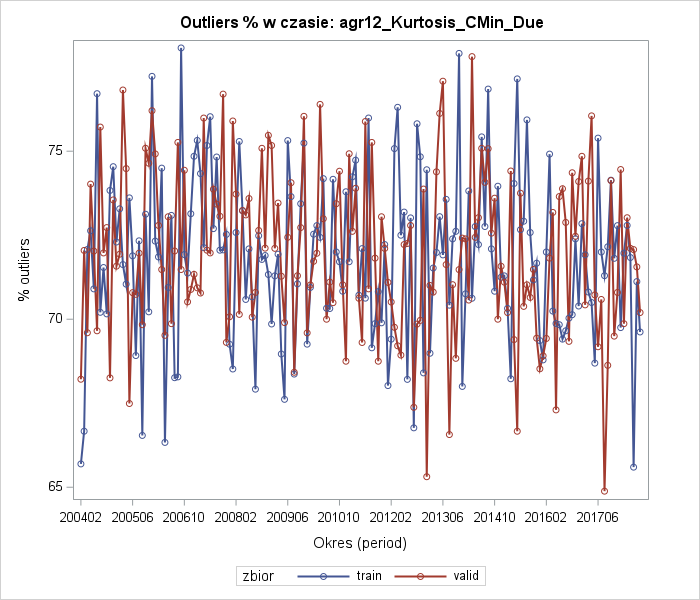 Outliers % w czasie: agr12_Kurtosis_CMin_Due
% outliers
75
70
65
200402 200506 200610 200802 200906 201010 201202 201306 201410 201602 201706
Okres (period)
zbior train valid